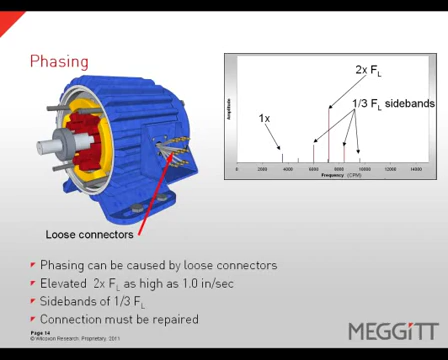 Phasing
2x FL
1/3 FL sidebands
1x
Amplitude
0 2000 4000 6000 8000 10000 12000 14000
Frequency (CPM)
Loose connectors
Phasing can be caused by loose connectors
Elevated 2x FL as high as 1.0 in/sec
Sidebands of 1/3 FL
Connection must be repaired
Page 14
© Wilcoxon Research, Proprietary, 2011
MEGGITT